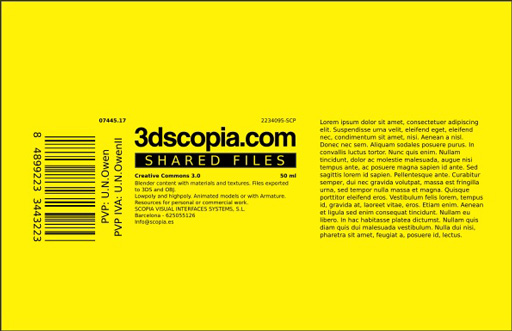 07445.17
2234095-SCP
3dscopia.com
SHARED FILES
Creative Commons 3.0
50 ml
Blender content with materials and textures. Files exported
to 3DS and OBJ.
Lowpoly and highpoly. Animated models or with Armature.
Resources for personal or commercial work.
SCOPIA VISUAL INTERFACES SYSTEMS, S.L.
Barcelona - 625055126
Info@scopia.es
8 4899223 3443223
PVP: U.N.Owen
PVP IVA: U.N.Owenll
Lorem ipsum dolor sit amet, consectetuer adipiscing
elit. Suspendisse urna velit, eleifend eget, eleifend
nec, condimentum sit amet, nisi. Aenean a nisl.
Donec nec sem. Aliquam sodales posuere purus. In
convallis luctus tortor. Nunc quis enim. Nullam
tincidunt, dolor ac molestie malesuada, augue nisi
tempus ante, ac posuere magna sapien id ante. Sed
sagittis lorem id sapien. Pellentesque ante. Curabitur
semper, dui nec gravida volutpat, massa est fringilla
urna, sed tempor nulla massa et magna. Quisque
porttitor eleifend eros. Vestibulum felis lorem, tempus
id, gravida at, laoreet vitae, eros. Etiam enim. Aenean
et ligula sed enim consequat tincidunt. Nullam eu
libero. In hac habitasse platea dictumst. Nullam quis
diam quis dui malesuada vestibulum. Nulla dui nisi,
pharetra sit amet, feugiat a, posuere id, lectus.